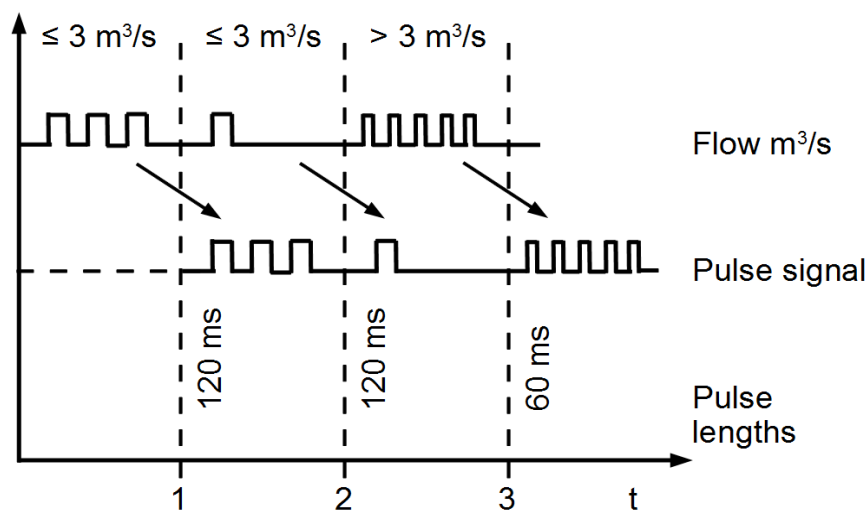 ≤ 3 m³/s ≤ 3 m³/s > 3 m³/s
Flow m³/s
Pulse signal
120 ms 120 ms 60 ms
Pulse
lengths
1 2 3 t